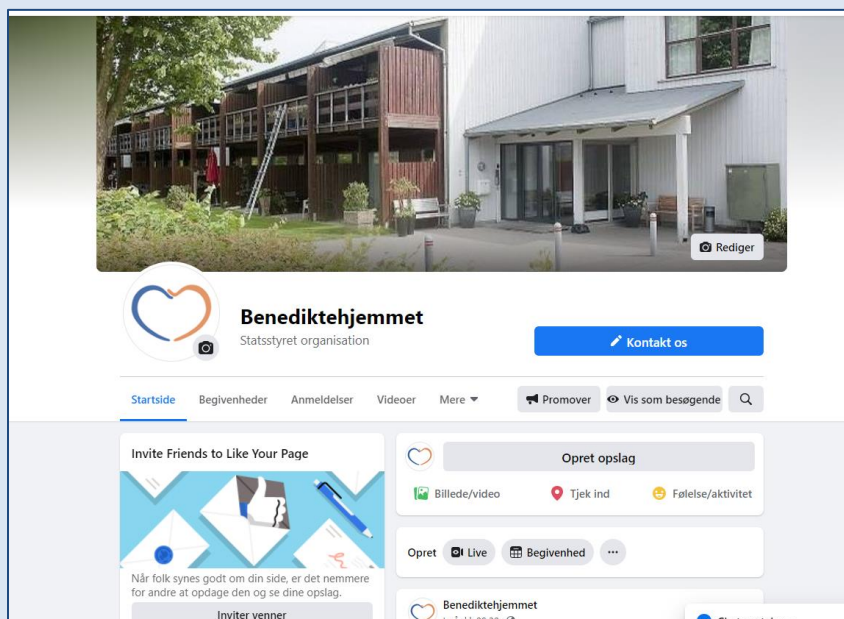 Rediger
Benediktehjemmet
Statsstyret organisation
Kontakt os
Startside Begivenheder Anmeldelser Videoer Mere
Promover Vis som besøgende
Invite Friends to Like Your Page
Når folk synes godt om din side, er det nemmere
for andre at opdage den og se dine opslag.
Inviter venner
Opret opslag
Billede/video Tjek ind Følelse/aktivitet
Opret Live Begivenhed
Benediktehjemmet